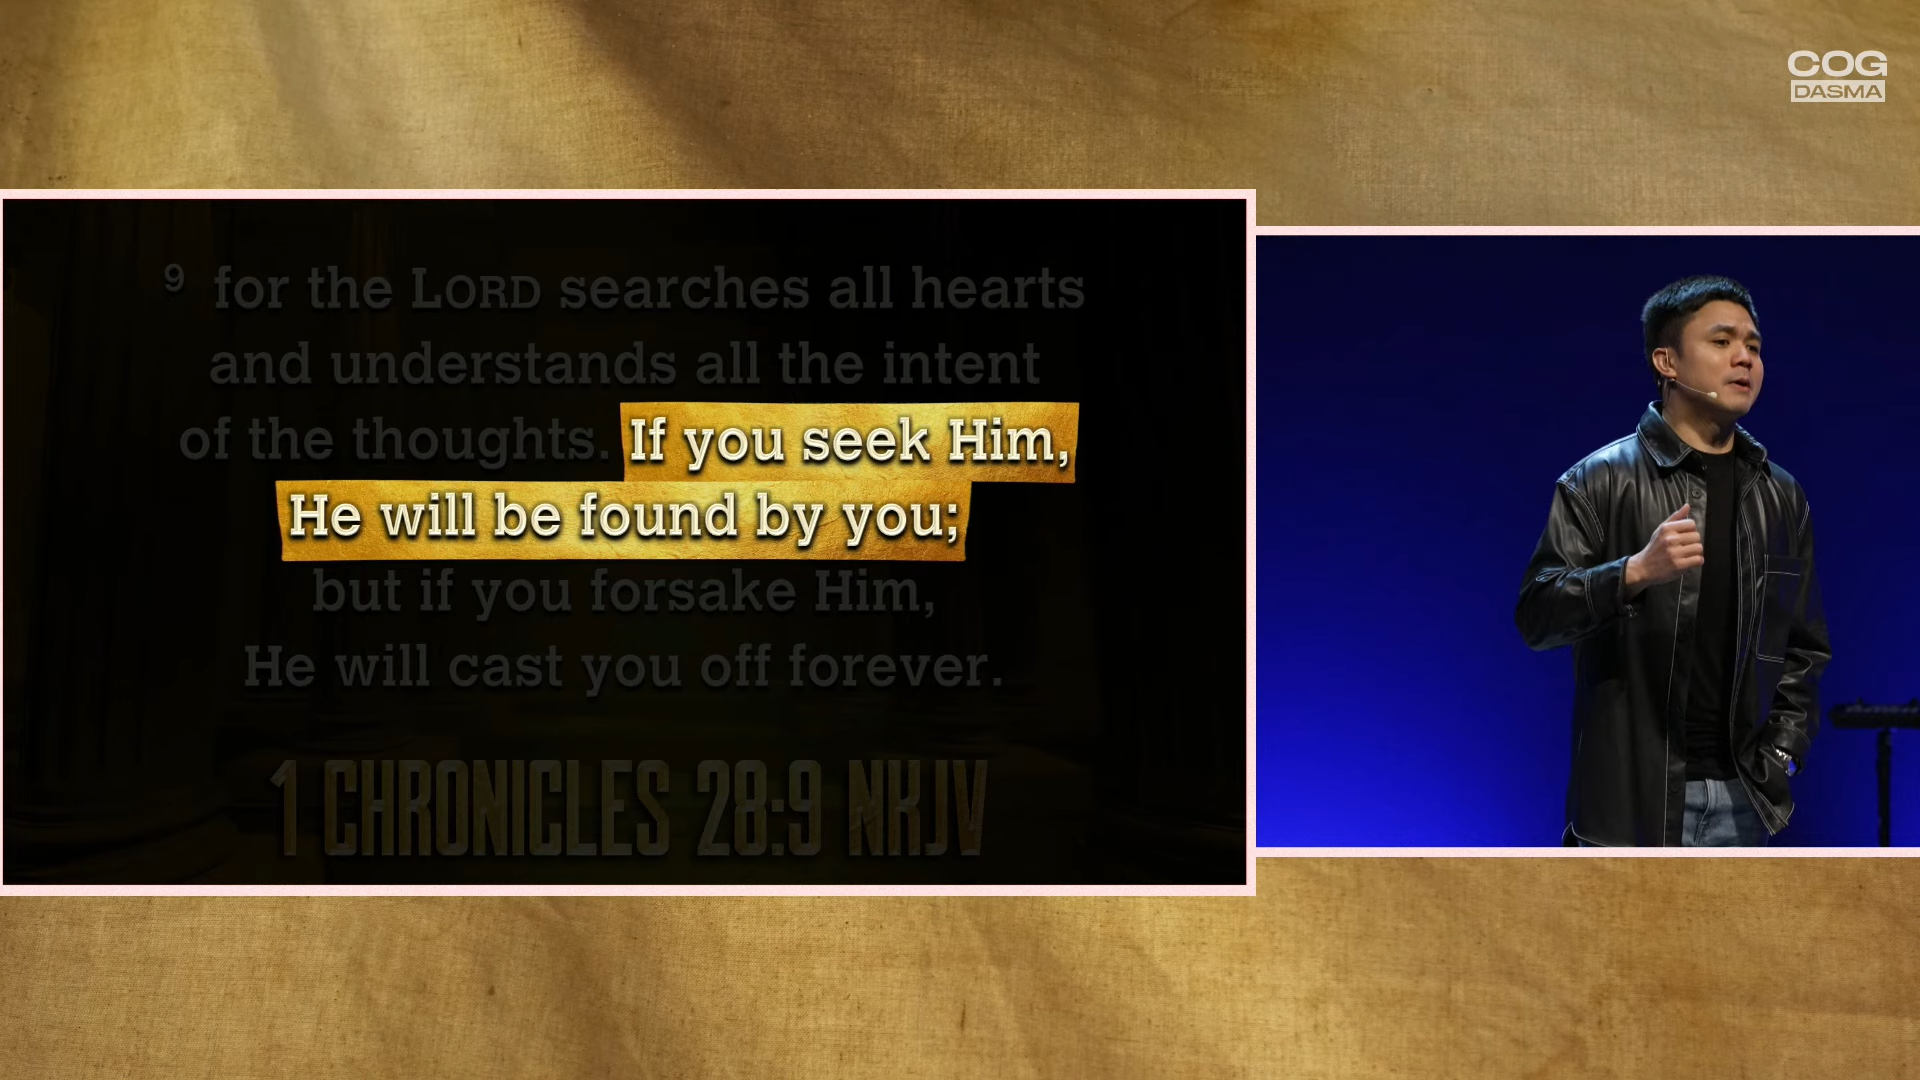 COG
DASMA
9 for the LORD searches all hearts
and understands all the intent
of the thoughts. If you seek Him,
He will be found by you;
but if you forsake Him,
He will cast you off forever.
1 CHRONICLES 28:9 NKJV